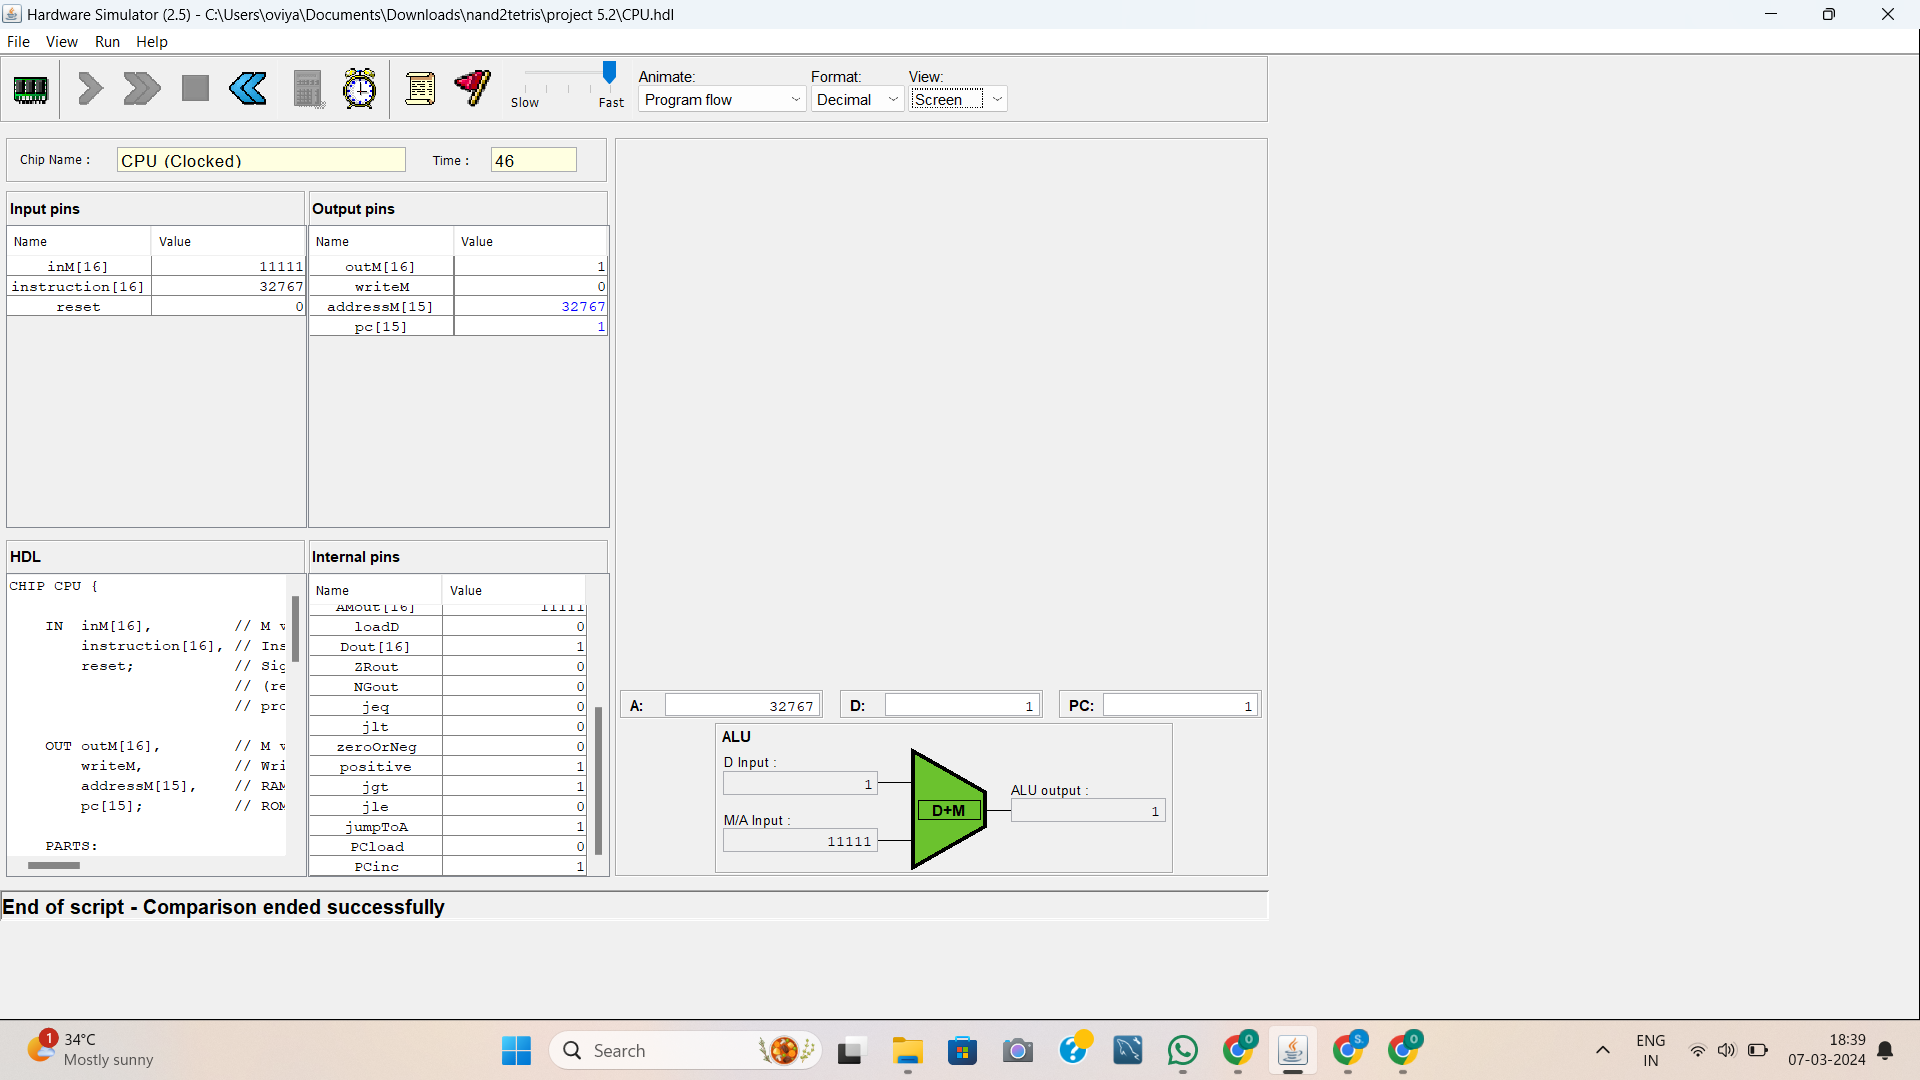 Hardware Simulator (2.5) - C:\Users\oviya\Documents\Downloads\nand2tetris\project 5.2\CPU.hdl
File View Run Help
Slow Fast
Animate: Format: View:
Program flow Decimal Screen
Chip Name : CPU (Clocked) Time : 46
Input pins
Name Value
inM[16] 11111
instruction[16] 32767
reset 0
Output pins
Name Value
outM[16] 1
writeM 0
addressM[15] 32767
pc[15] 1
HDL
CHIP CPU {
IN inM[16], // M v
instruction[16], // Ins
reset; // Sig
// (re
// pro
OUT outM[16], // M v
writeM, // Wri
addressM[15], // RAM
pc[15]; // ROM
PARTS:
Internal pins
Name Value
AMout[16] 11111
loadD 0
Dout[16] 1
ZRout 0
NGout 0
jeq 0
jlt 0
zeroOrNeg 0
positive 1
jgt 1
jle 0
jumpToA 1
PCload 0
PCinc 1
A: 32767 D: 1 PC: 1
ALU
D Input :
1
M/A Input :
11111
D+M
ALU output :
1
End of script - Comparison ended successfully
1
34°C
Mostly sunny
Search
O
S.
O
ENG
IN
18:39
07-03-2024